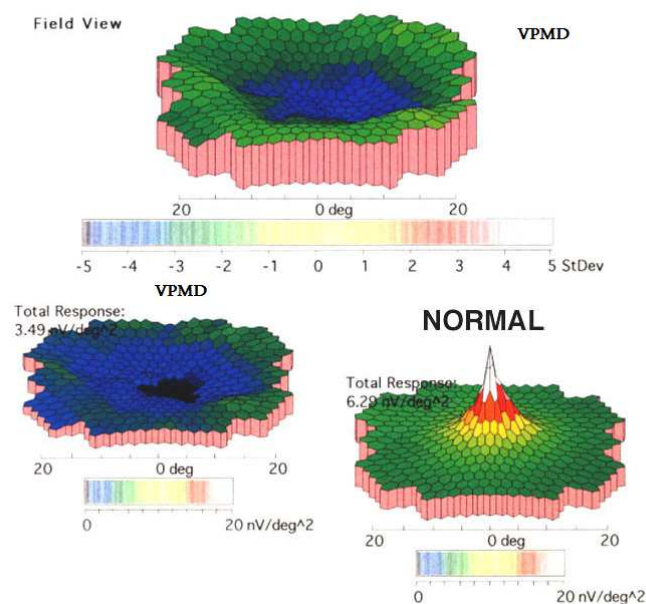 Field View
VPMD
20 0 deg 20
-5 -4 -3 -2 -1 0 1 2 3 4 5 StDev
VPMD
Total Response:
3.49 nV/deg^2
20 0 deg 20
0 20 nV/deg^2
NORMAL
Total Response:
6.29 nV/deg^2
20 0 deg 20
0 20 nV/deg^2